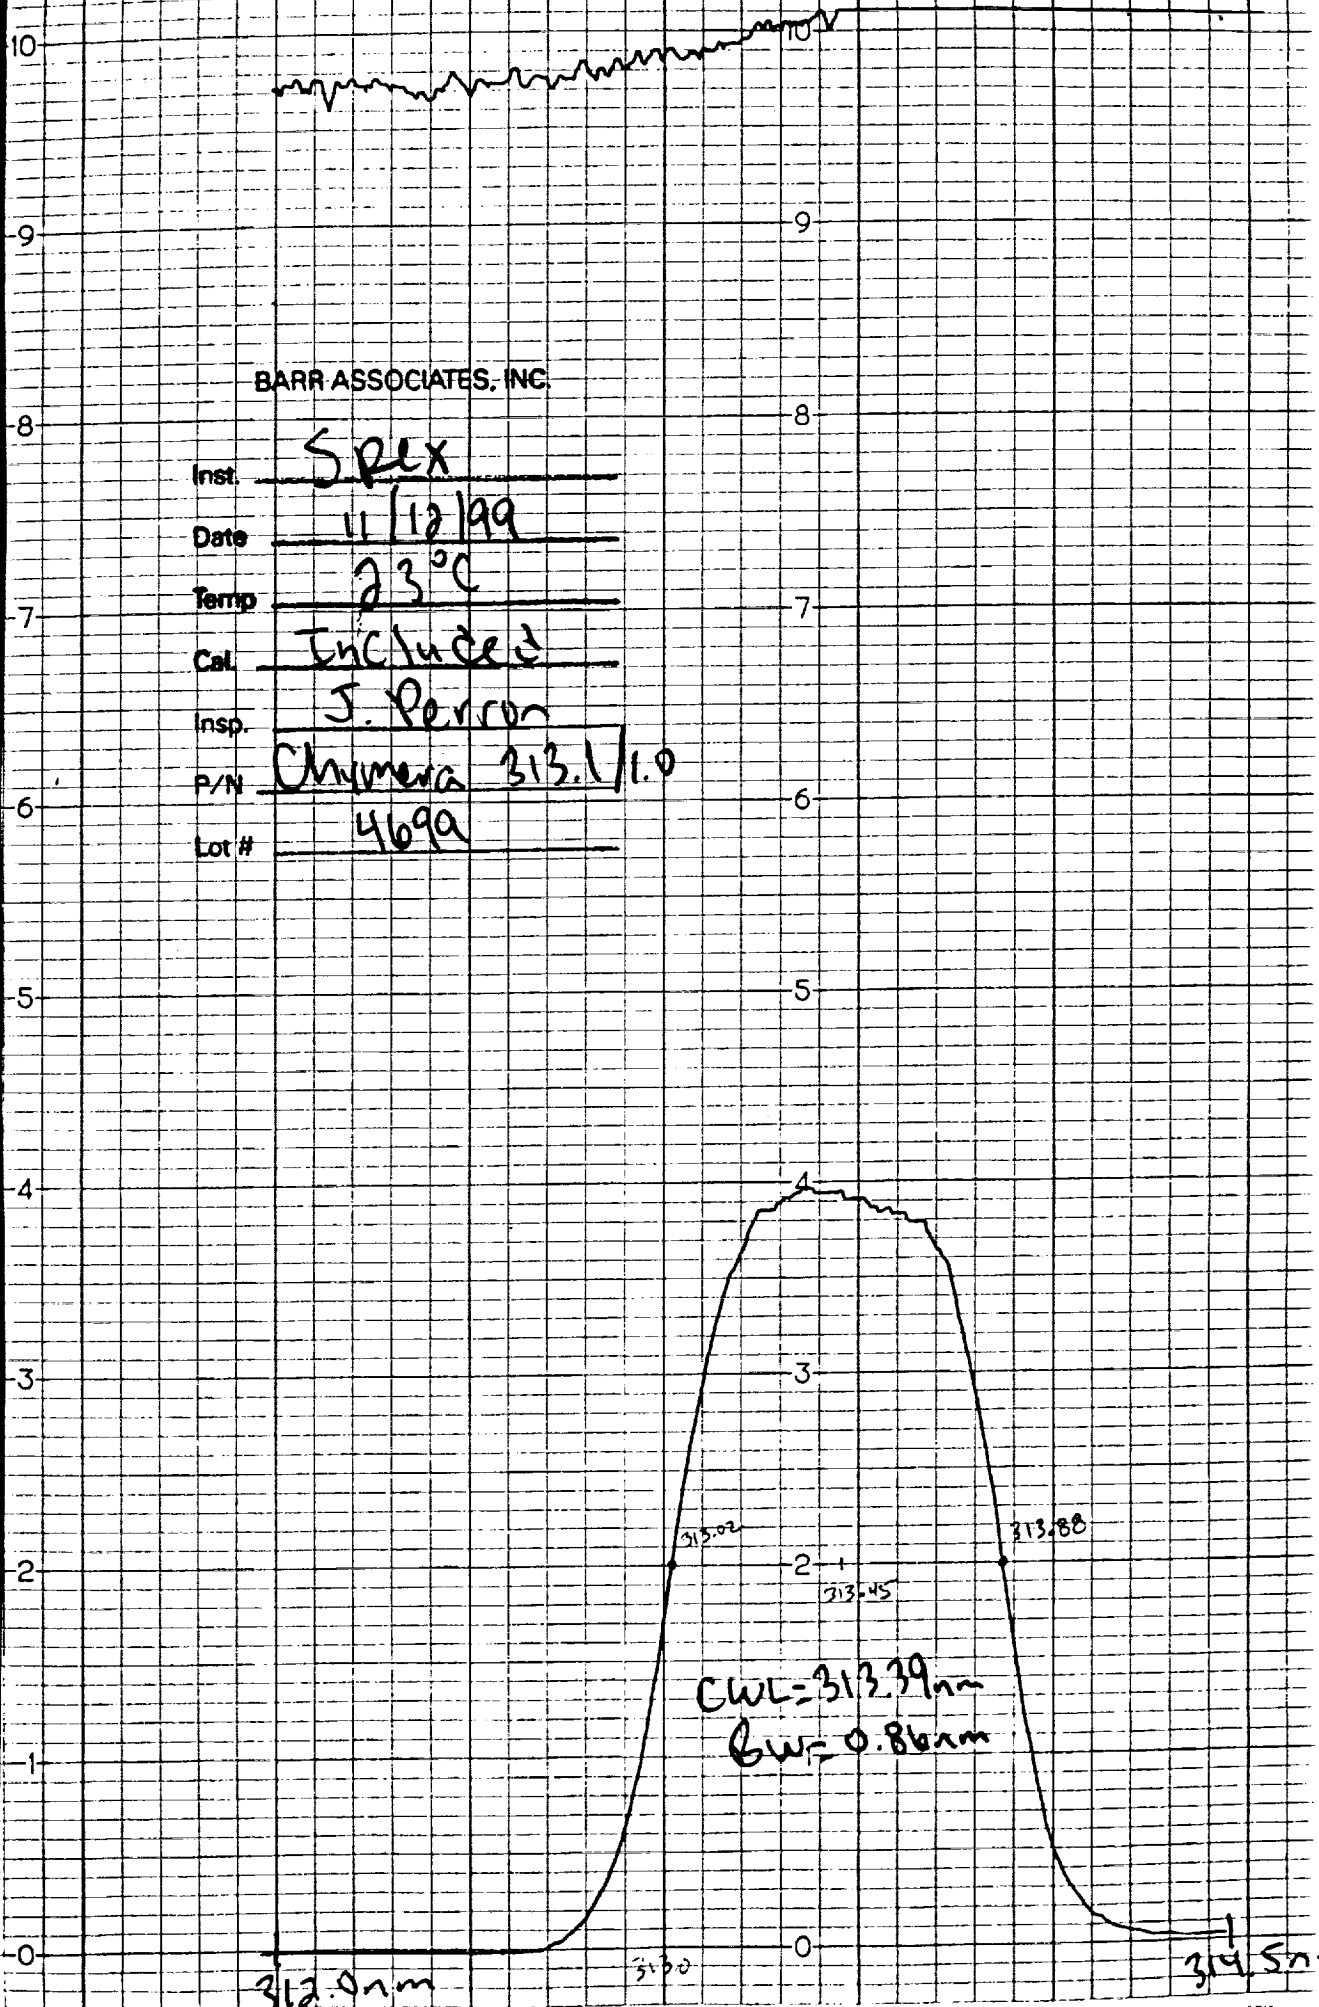 10 10
9 9
BARR ASSOCIATES, INC.
8 8
Inst. Spex
Date 11/12/99
7 7
Temp 23°C
Cal. Included
Insp. J. Perron
P/N Chymera 313.1/1.0
6 6
Lot # 4699
5 5
4 4
3 3
313.02 313.88
2 2
313.45
CWL=313.39nm
BW=0.86nm
1
0 0
312.0nm 313.0 314.5n